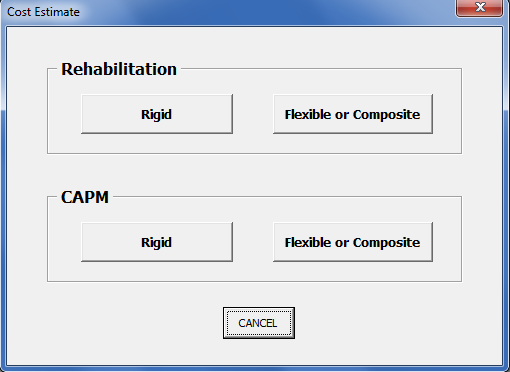 Cost Estimate
Rehabilitation
Rigid
Flexible or Composite
CAPM
Rigid
Flexible or Composite
CANCEL